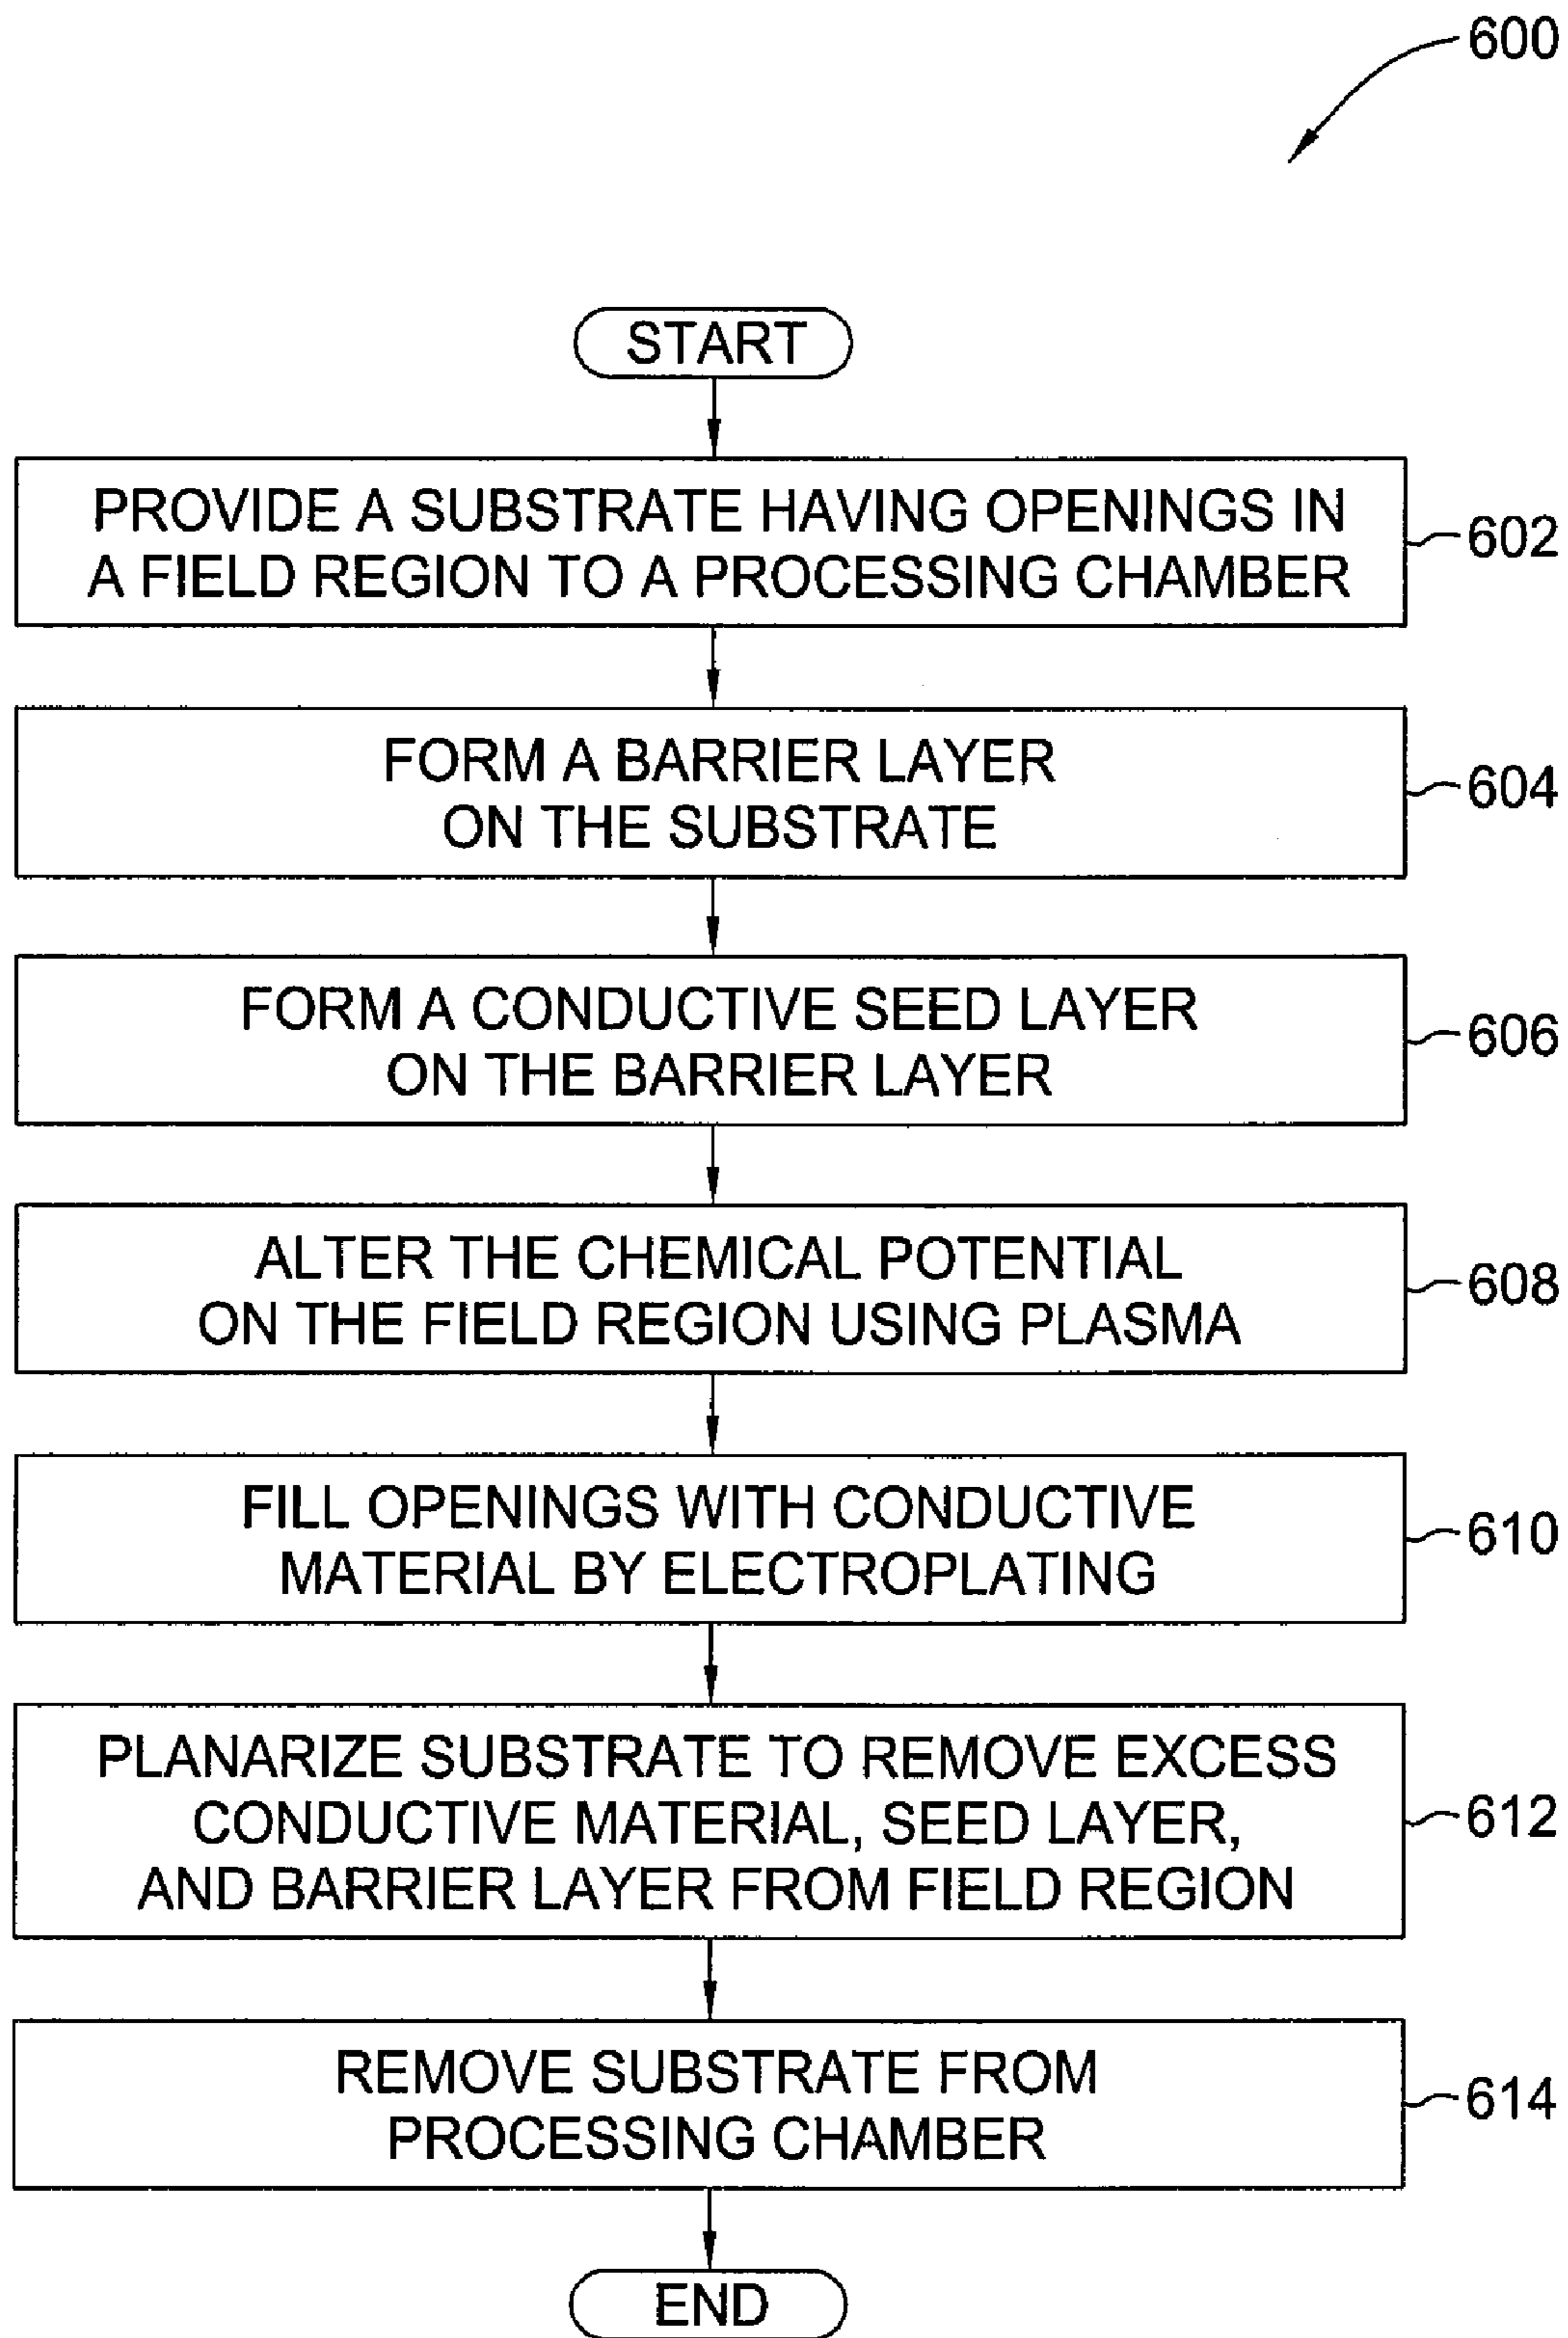 600
START
PROVIDE A SUBSTRATE HAVING OPENINGS IN
A FIELD REGION TO A PROCESSING CHAMBER
602
FORM A BARRIER LAYER
ON THE SUBSTRATE
604
FORM A CONDUCTIVE SEED LAYER
ON THE BARRIER LAYER
606
ALTER THE CHEMICAL POTENTIAL
ON THE FIELD REGION USING PLASMA
608
FILL OPENINGS WITH CONDUCTIVE
MATERIAL BY ELECTROPLATING
610
PLANARIZE SUBSTRATE TO REMOVE EXCESS
CONDUCTIVE MATERIAL, SEED LAYER,
AND BARRIER LAYER FROM FIELD REGION
612
REMOVE SUBSTRATE FROM
PROCESSING CHAMBER
614
END